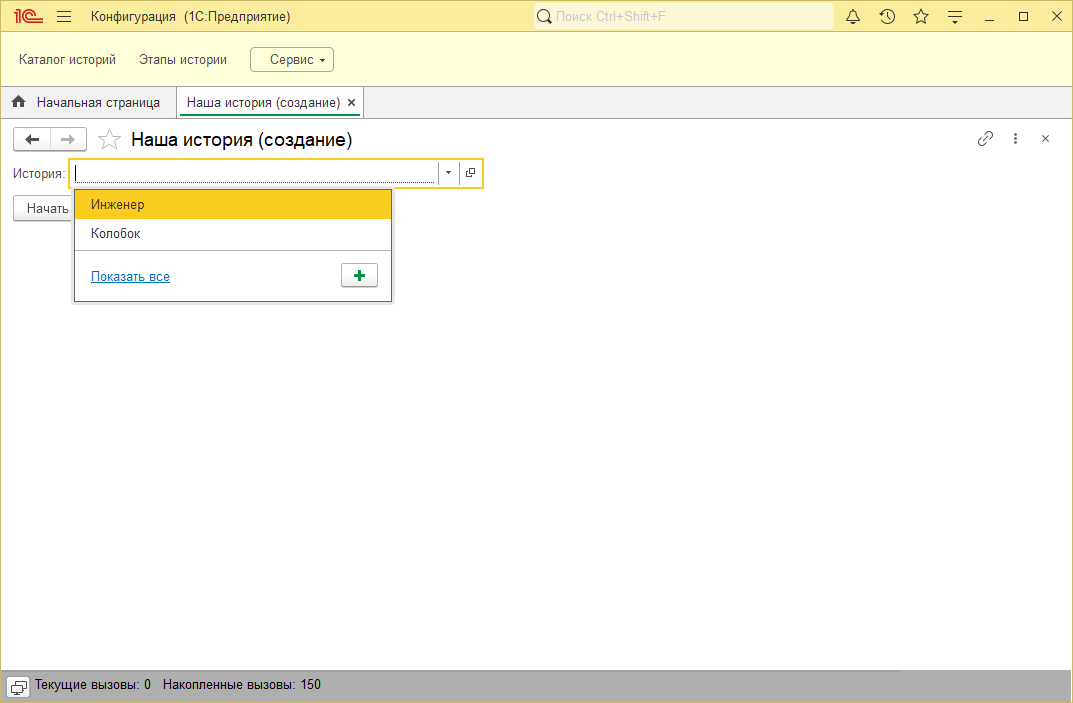 1С Конфигурация (1С:Предприятие) Поиск Ctrl+Shift+F
Каталог историй Этапы истории Сервис
Начальная страница Наша история (создание)
Наша история (создание)
История:
Начать
Инженер
Колобок
Показать все
Текущие вызовы: 0 Накопленные вызовы: 150